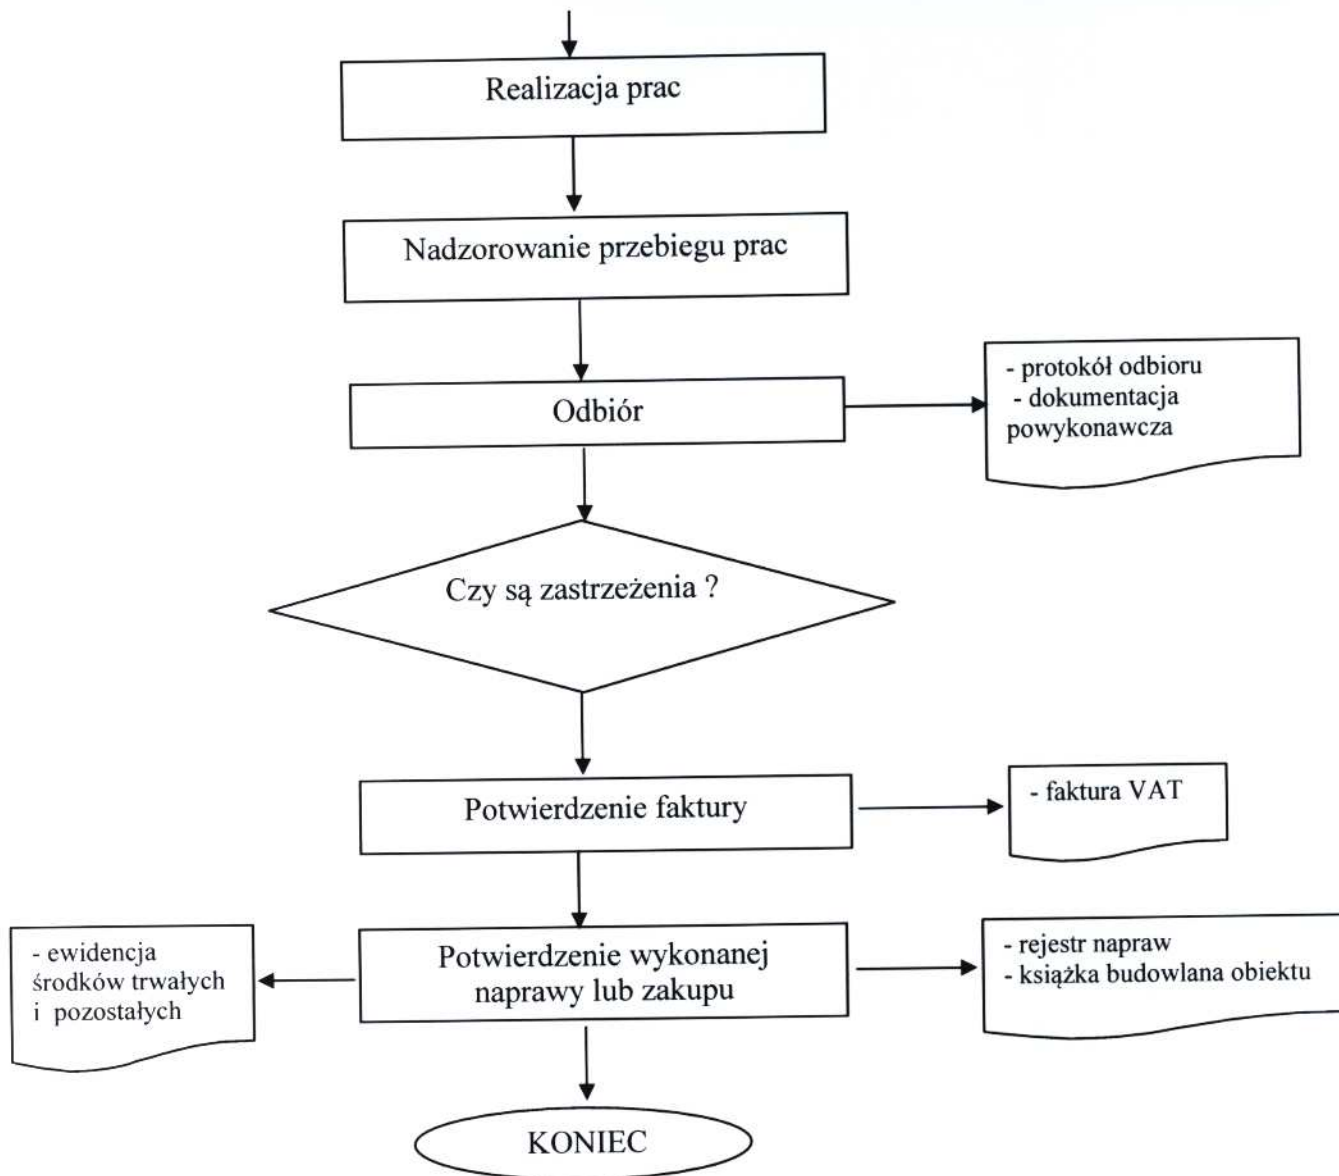 Realizacja prac
Nadzorowanie przebiegu prac
Odbiór
- protokół odbioru
- dokumentacja
powykonawcza
Czy są zastrzeżenia ?
Potwierdzenie faktury
- faktura VAT
Potwierdzenie wykonanej
naprawy lub zakupu
- ewidencja
środków trwałych
i pozostałych
- rejestr napraw
- książka budowlana obiektu
KONIEC